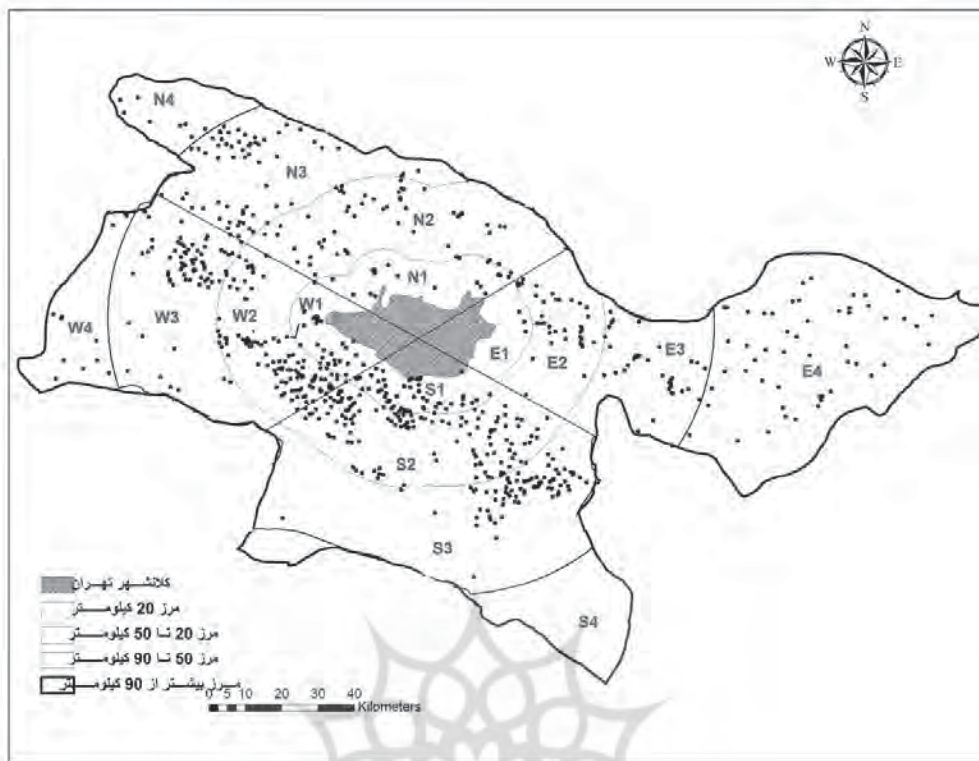 N
W E
S
N4
N3
N2
N1
W4
W3
W2
W1
E1
E2
E3
E4
S1
S2
S3
S4
کلانشهر تهران
مرز 20 کیلومتر
مرز 20 تا 50 کیلومتر
مرز 50 تا 90 کیلومتر
مرز بیشتر از 90 کیلومتر
0 5 10 20 30 40
Kilometers